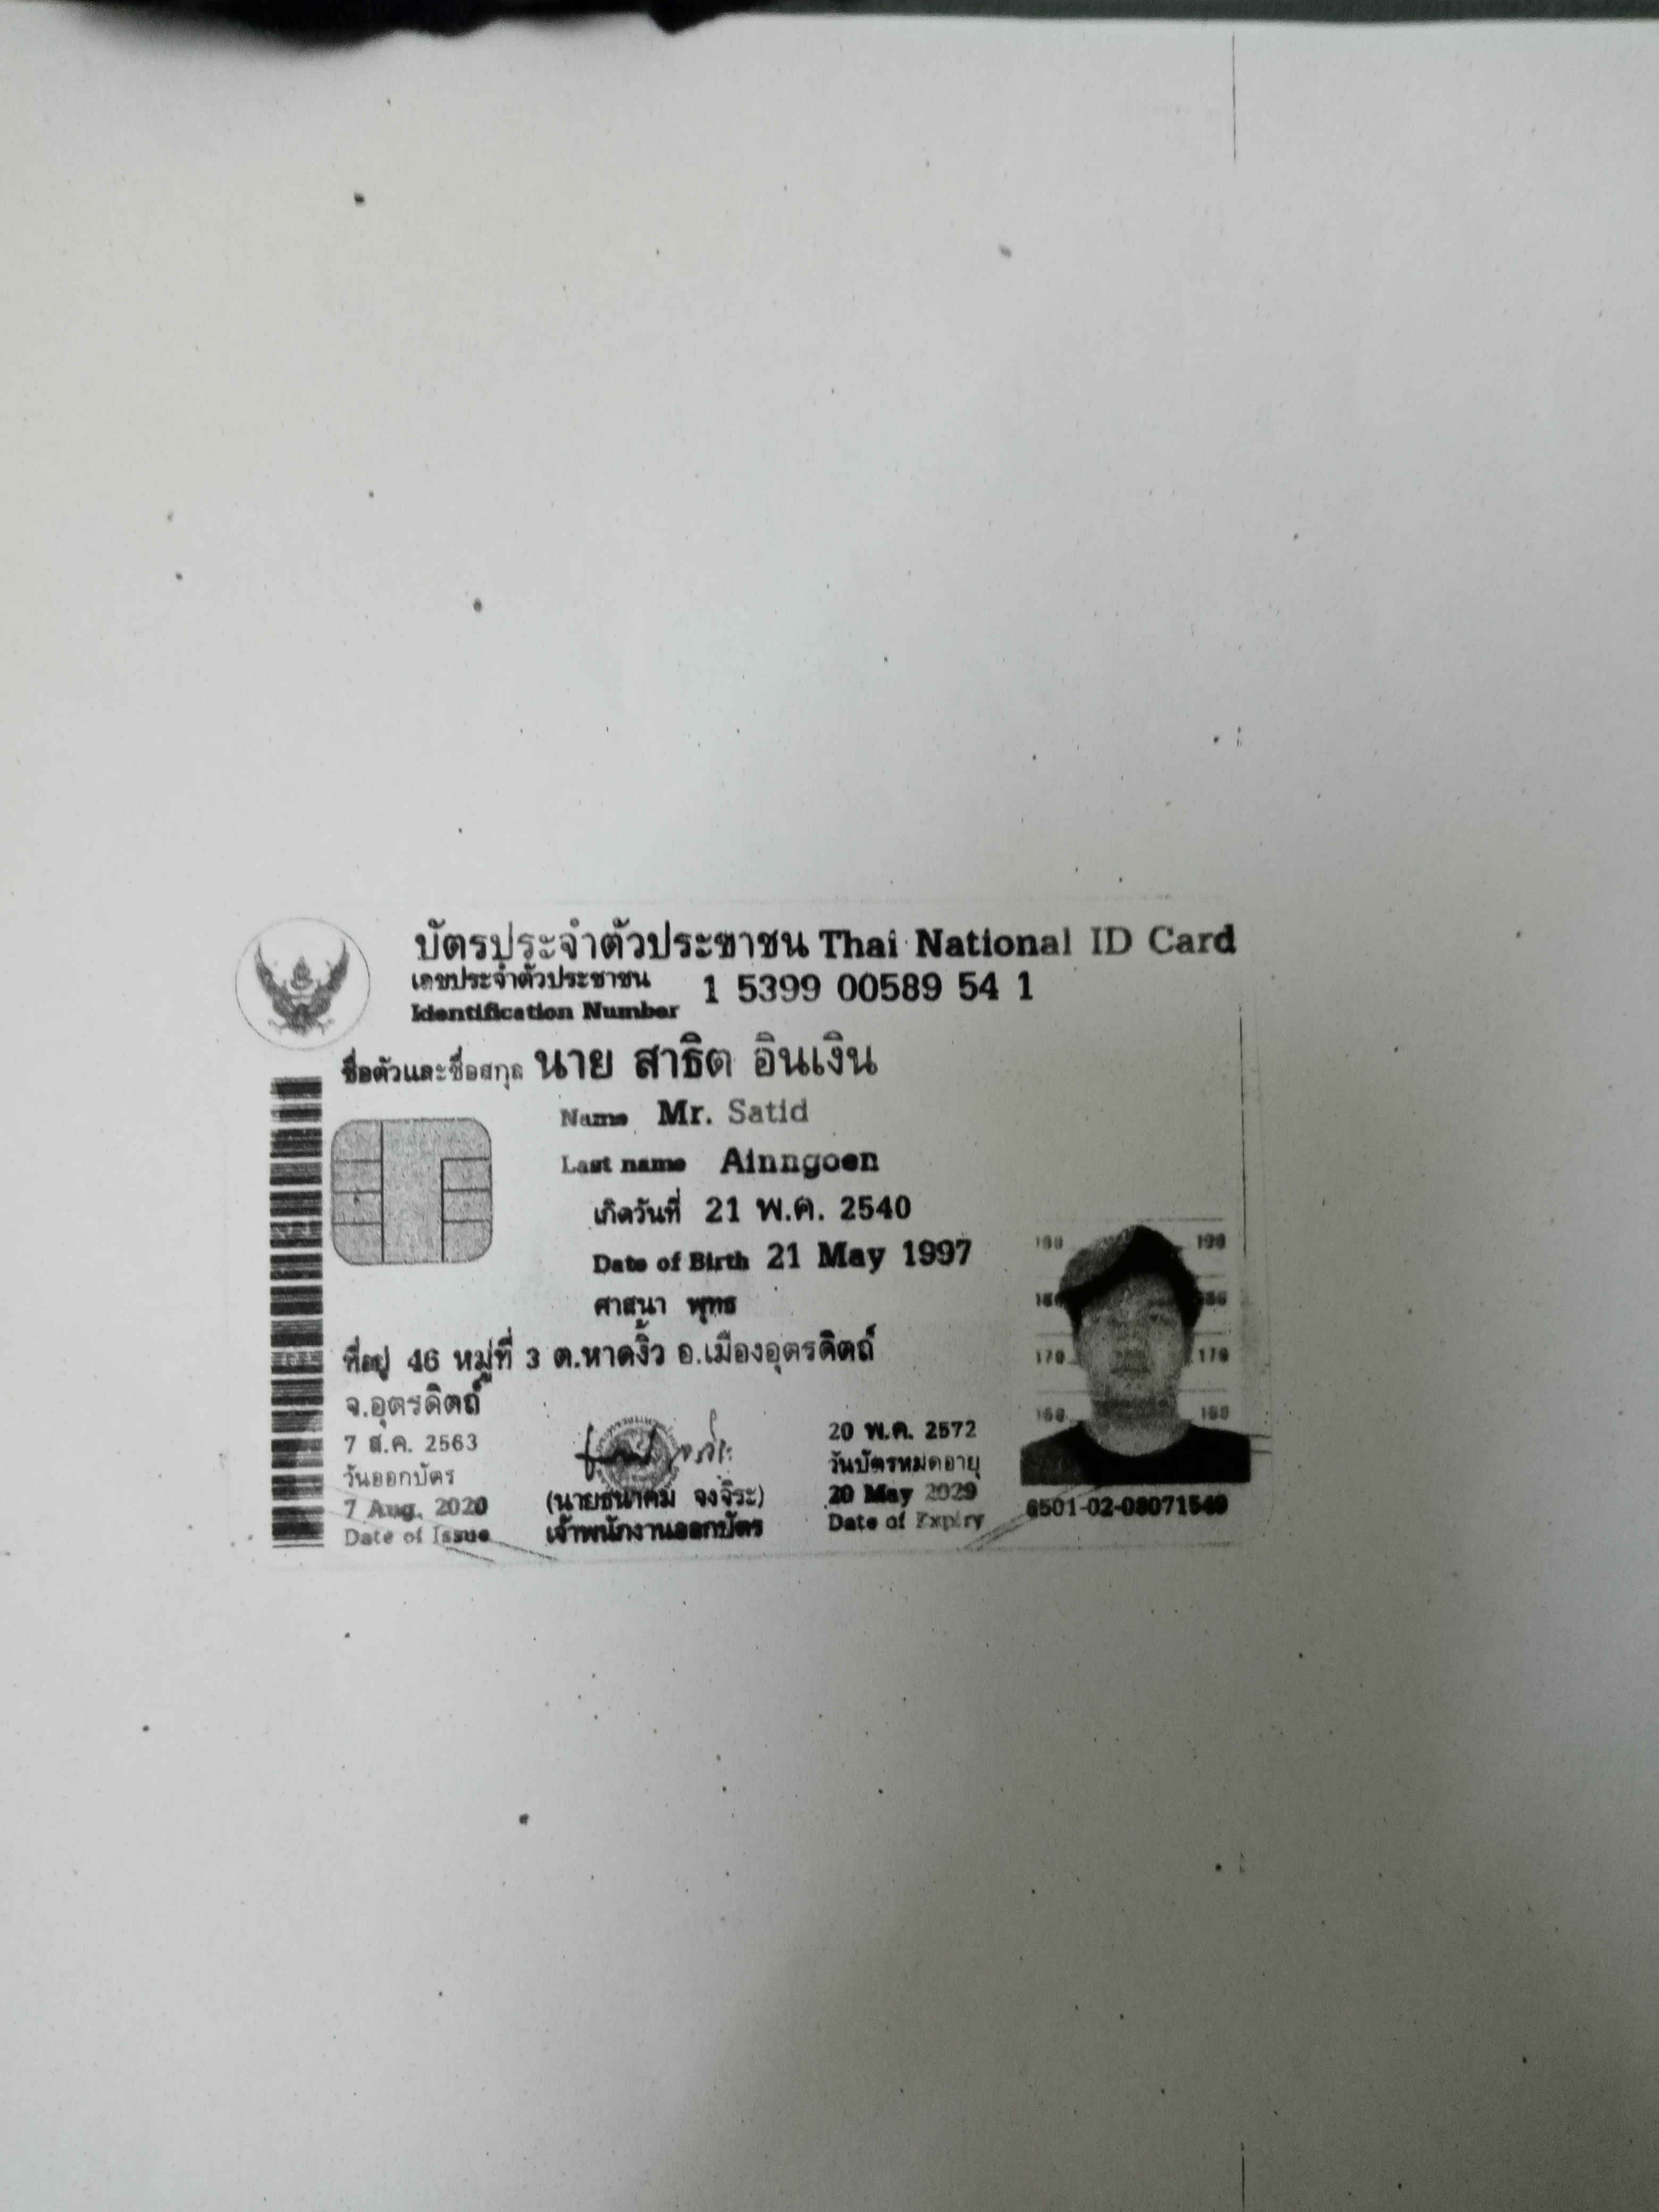 บัตรประจำตัวประชาชน Thai National ID Card
เลขประจำตัวประชาชน
Identification Number 1 5399 00589 54 1
ชื่อตัวและชื่อสกุล นาย สาธิต อินเงิน
Name Mr. Satid
Last name Ainngoen
เกิดวันที่ 21 พ.ค. 2540
Date of Birth 21 May 1997
ศาสนา พุทธ
ที่อยู่ 46 หมู่ที่ 3 ต.หาดงิ้ว อ.เมืองอุตรดิตถ์
จ.อุตรดิตถ์
7 ส.ค. 2563
วันออกบัตร
7 Aug. 2020
Date of Issue
(นายธนาคม จงจิระ)
เจ้าพนักงานออกบัตร
20 พ.ค. 2572
วันบัตรหมดอายุ
20 May 2029
Date of Expiry
190
170 170
160 160
6501-02-08071540